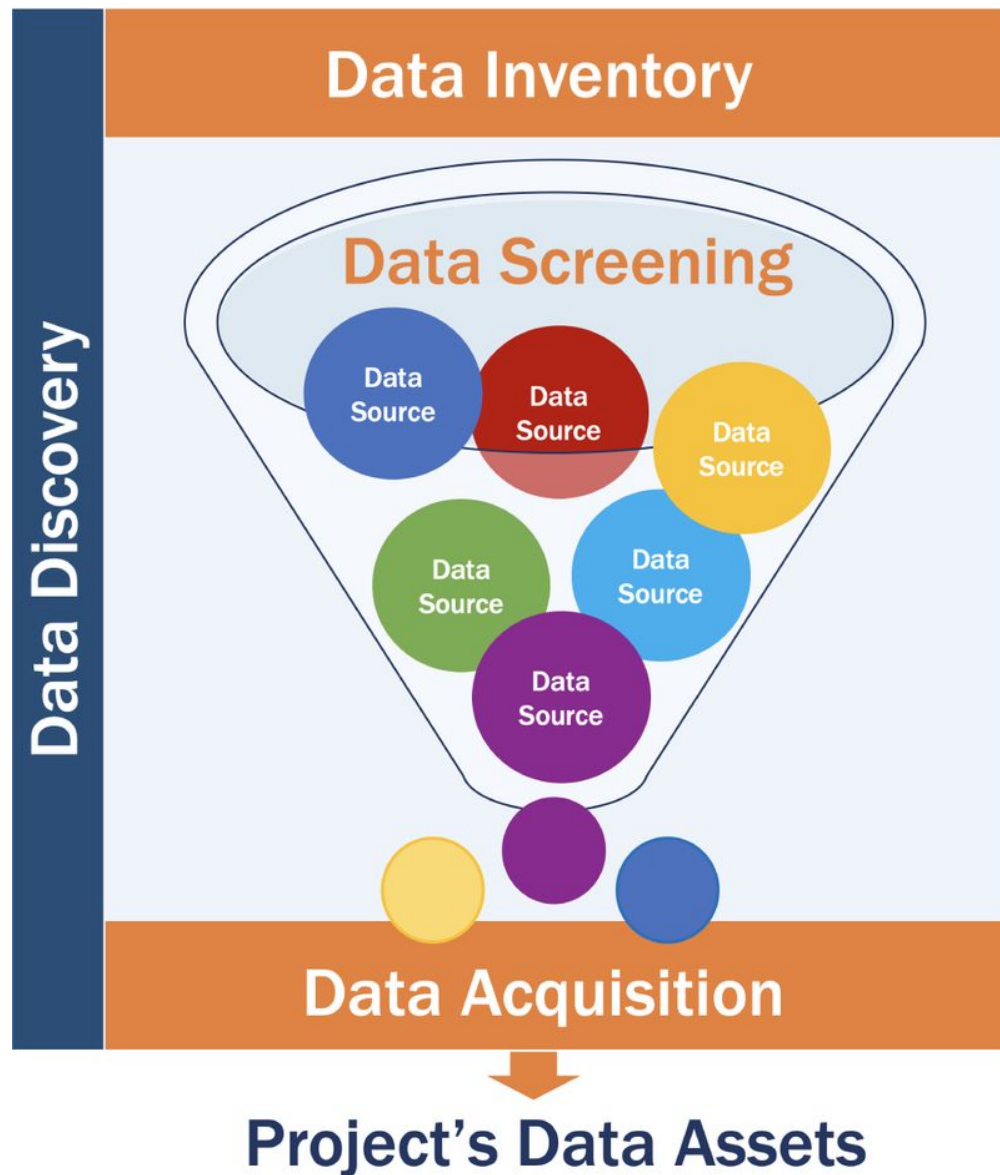 Data Inventory
Data Discovery
Data Screening
Data
Source
Data
Source
Data
Source
Data
Source
Data
Source
Data
Source
Data Acquisition
Project’s Data Assets